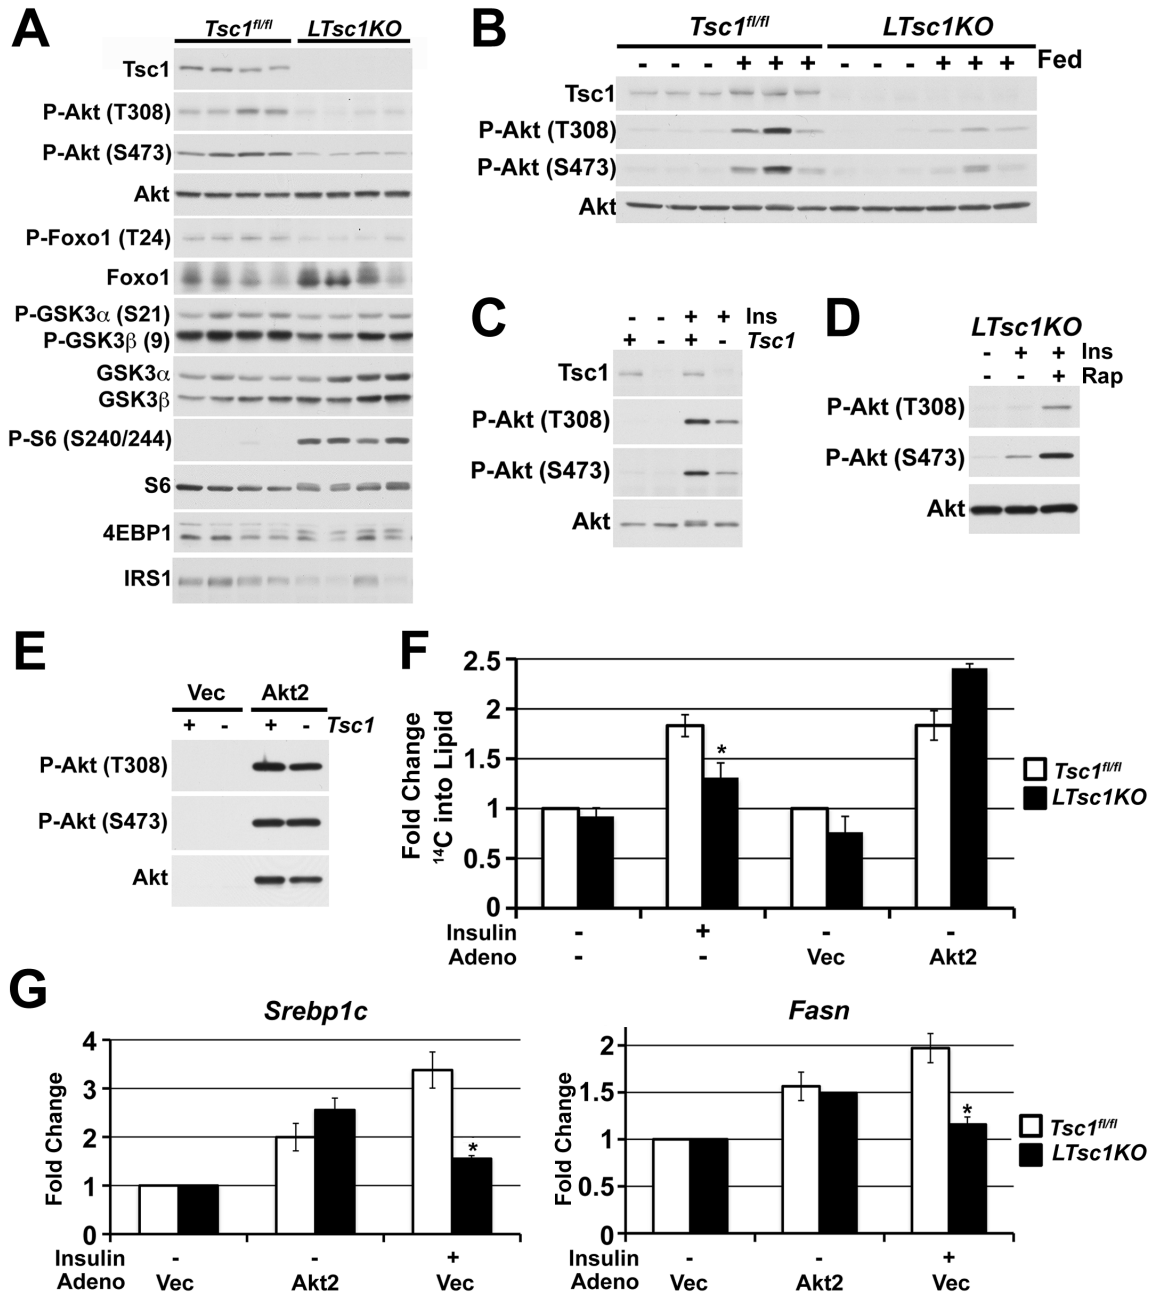 A
Tsc1fl/fl LTsc1KO
Tsc1
P-Akt (T308)
P-Akt (S473)
Akt
P-Foxo1 (T24)
Foxo1
P-GSK3α (S21)
P-GSK3β (9)
GSK3α
GSK3β
P-S6 (S240/244)
S6
4EBP1
IRS1
B
Tsc1fl/fl LTsc1KO
- - - + + + - - - + + + Fed
Tsc1
P-Akt (T308)
P-Akt (S473)
Akt
C
- - + + Ins
+ - + - Tsc1
Tsc1
P-Akt (T308)
P-Akt (S473)
Akt
D
LTsc1KO
- + + Ins
- - + Rap
P-Akt (T308)
P-Akt (S473)
Akt
E
Vec Akt2
+ - + - Tsc1
P-Akt (T308)
P-Akt (S473)
Akt
F
Fold Change
14C into Lipid
2.5
2
1.5
1
0.5
0
*
Tsc1fl/fl
LTsc1KO
Insulin - + - -
Adeno - - Vec Akt2
G
Srebp1c
Fold Change
4
3
2
1
0
*
Insulin - - +
Adeno Vec Akt2 Vec
Fasn
Fold Change
2
1.5
1
0.5
0
*
Tsc1fl/fl
LTsc1KO
Insulin - - +
Adeno Vec Akt2 Vec